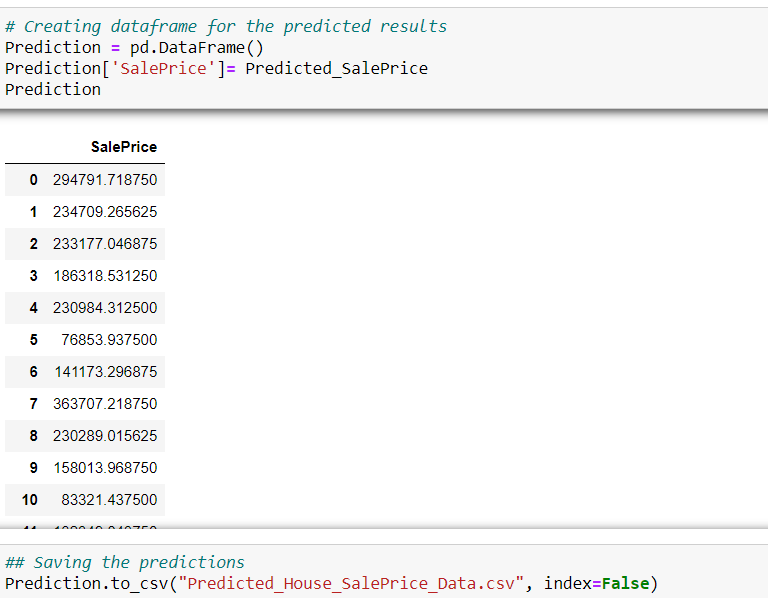 # Creating dataframe for the predicted results
Prediction = pd.DataFrame()
Prediction['SalePrice']= Predicted_SalePrice
Prediction
SalePrice
0 294791.718750
1 234709.265625
2 233177.046875
3 186318.531250
4 230984.312500
5 76853.937500
6 141173.296875
7 363707.218750
8 230289.015625
9 158013.968750
10 83321.437500
## Saving the predictions
Prediction.to_csv("Predicted_House_SalePrice_Data.csv", index=False)